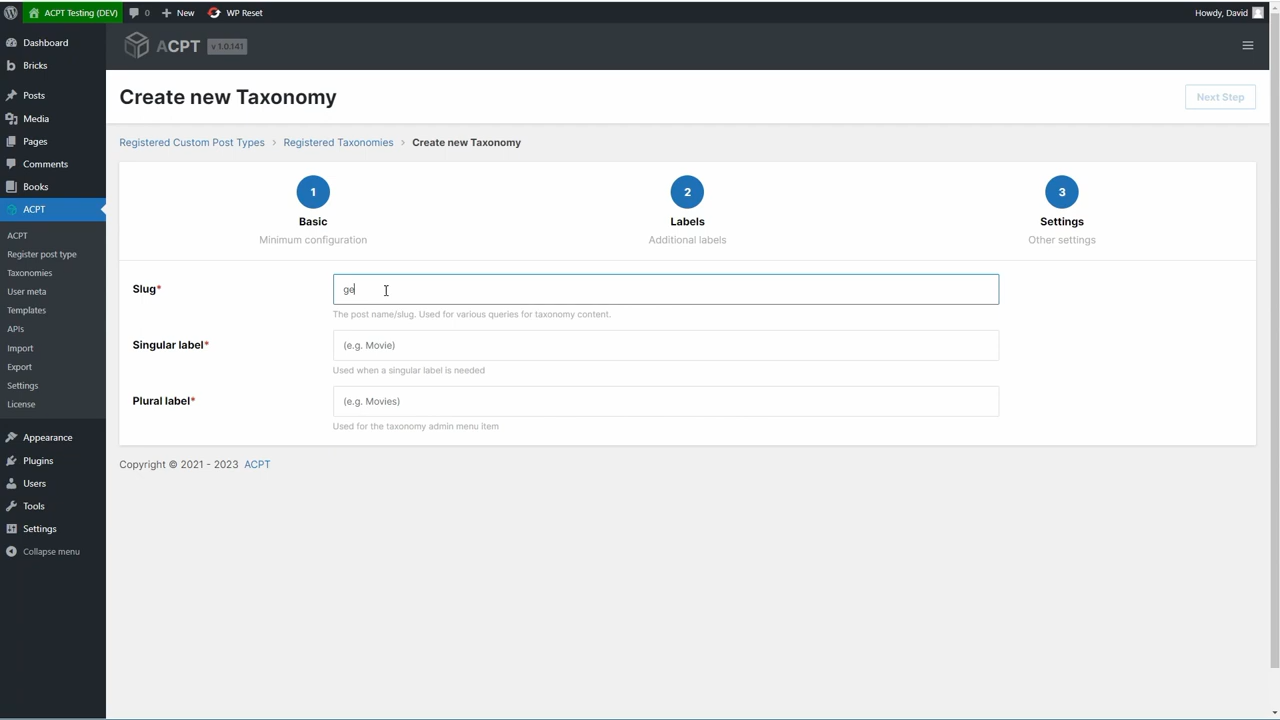 ACPT Testing (DEV) 0 New WP Reset Howdy, David
Dashboard
Bricks
Posts
Media
Pages
Comments
Books
ACPT
ACPT
Register post type
Taxonomies
User meta
Templates
APIs
Import
Export
Settings
License
Appearance
Plugins
Users
Tools
Settings
Collapse menu
ACPT v 1.0.141
Create new Taxonomy
Next Step
Registered Custom Post Types › Registered Taxonomies › Create new Taxonomy
1 2 3
Basic Labels Settings
Minimum configuration Additional labels Other settings
Slug* ge
The post name/slug. Used for various queries for taxonomy content.
Singular label* (e.g. Movie)
Used when a singular label is needed
Plural label* (e.g. Movies)
Used for the taxonomy admin menu item
Copyright © 2021 - 2023 ACPT